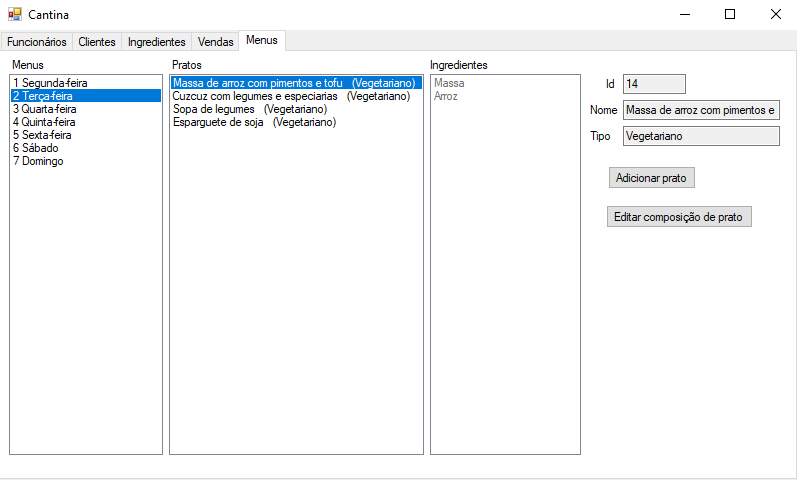 Cantina
Funcionários Clientes Ingredientes Vendas Menus
Menus
1 Segunda-feira
2 Terça-feira
3 Quarta-feira
4 Quinta-feira
5 Sexta-feira
6 Sábado
7 Domingo
Pratos
Massa de arroz com pimentos e tofu (Vegetariano)
Cuzcuz com legumes e especiarias (Vegetariano)
Sopa de legumes (Vegetariano)
Esparguete de soja (Vegetariano)
Ingredientes
Massa
Arroz
Id 14
Nome Massa de arroz com pimentos e
Tipo Vegetariano
Adicionar prato
Editar composição de prato